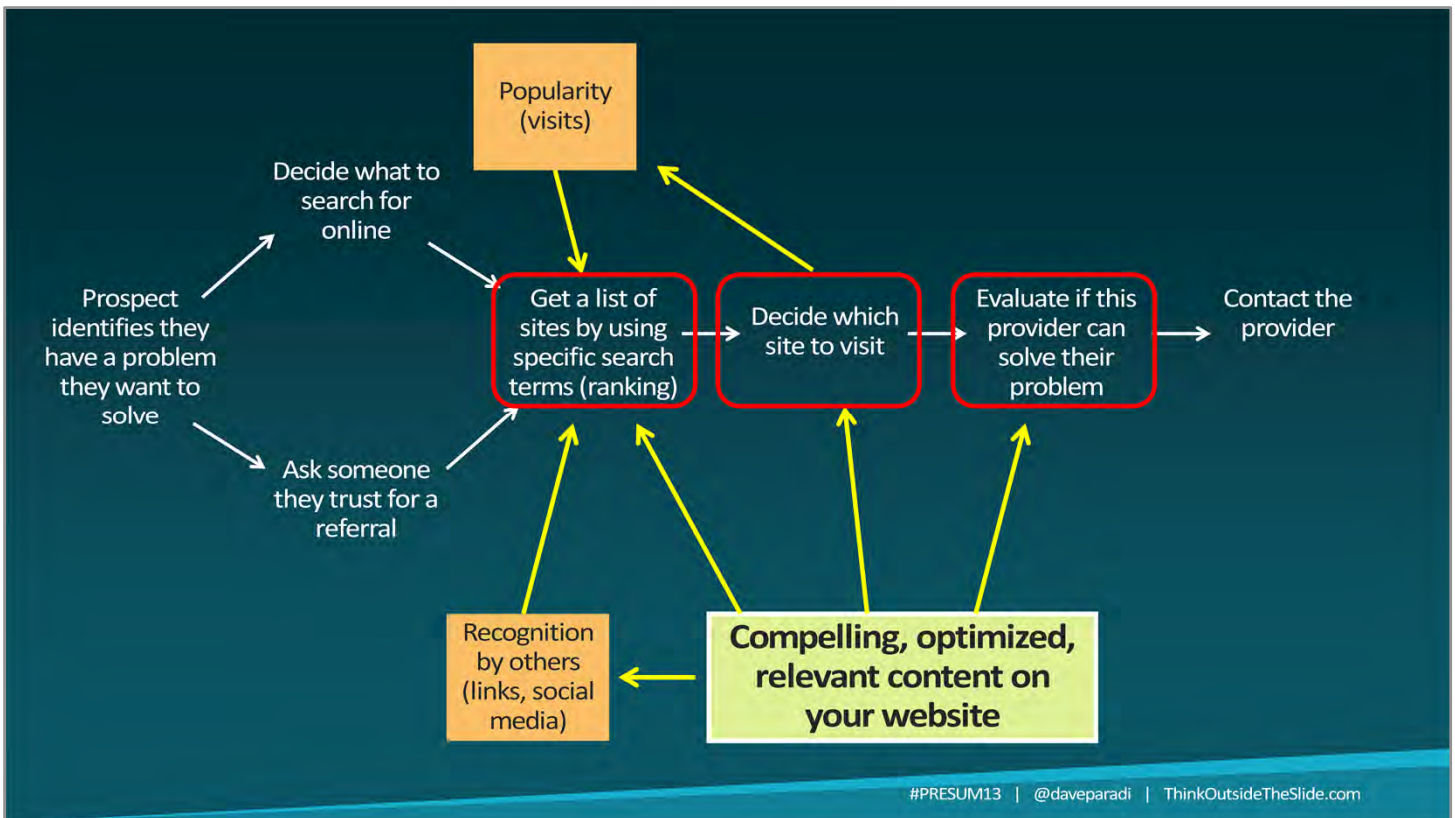 Popularity
(visits)
Decide what to
search for
online
Prospect
identifies they
have a problem
they want to
solve
Ask someone
they trust for a
referral
Get a list of
sites by using
specific search
terms (ranking)
Decide which
site to visit
Evaluate if this
provider can
solve their
problem
Contact the
provider
Recognition
by others
(links, social
media)
Compelling, optimized,
relevant content on
your website
#PRESUM13 | @daveparadi | ThinkOutsideTheSlide.com